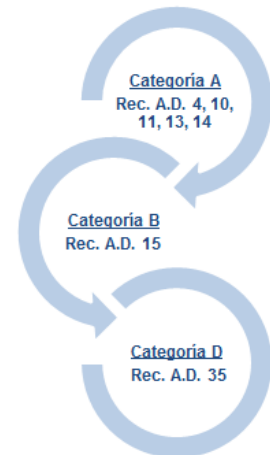 Categoría A
Rec. A.D. 4, 10,
11, 13, 14
Categoría B
Rec. A.D. 15
Categoría D
Rec. A.D. 35